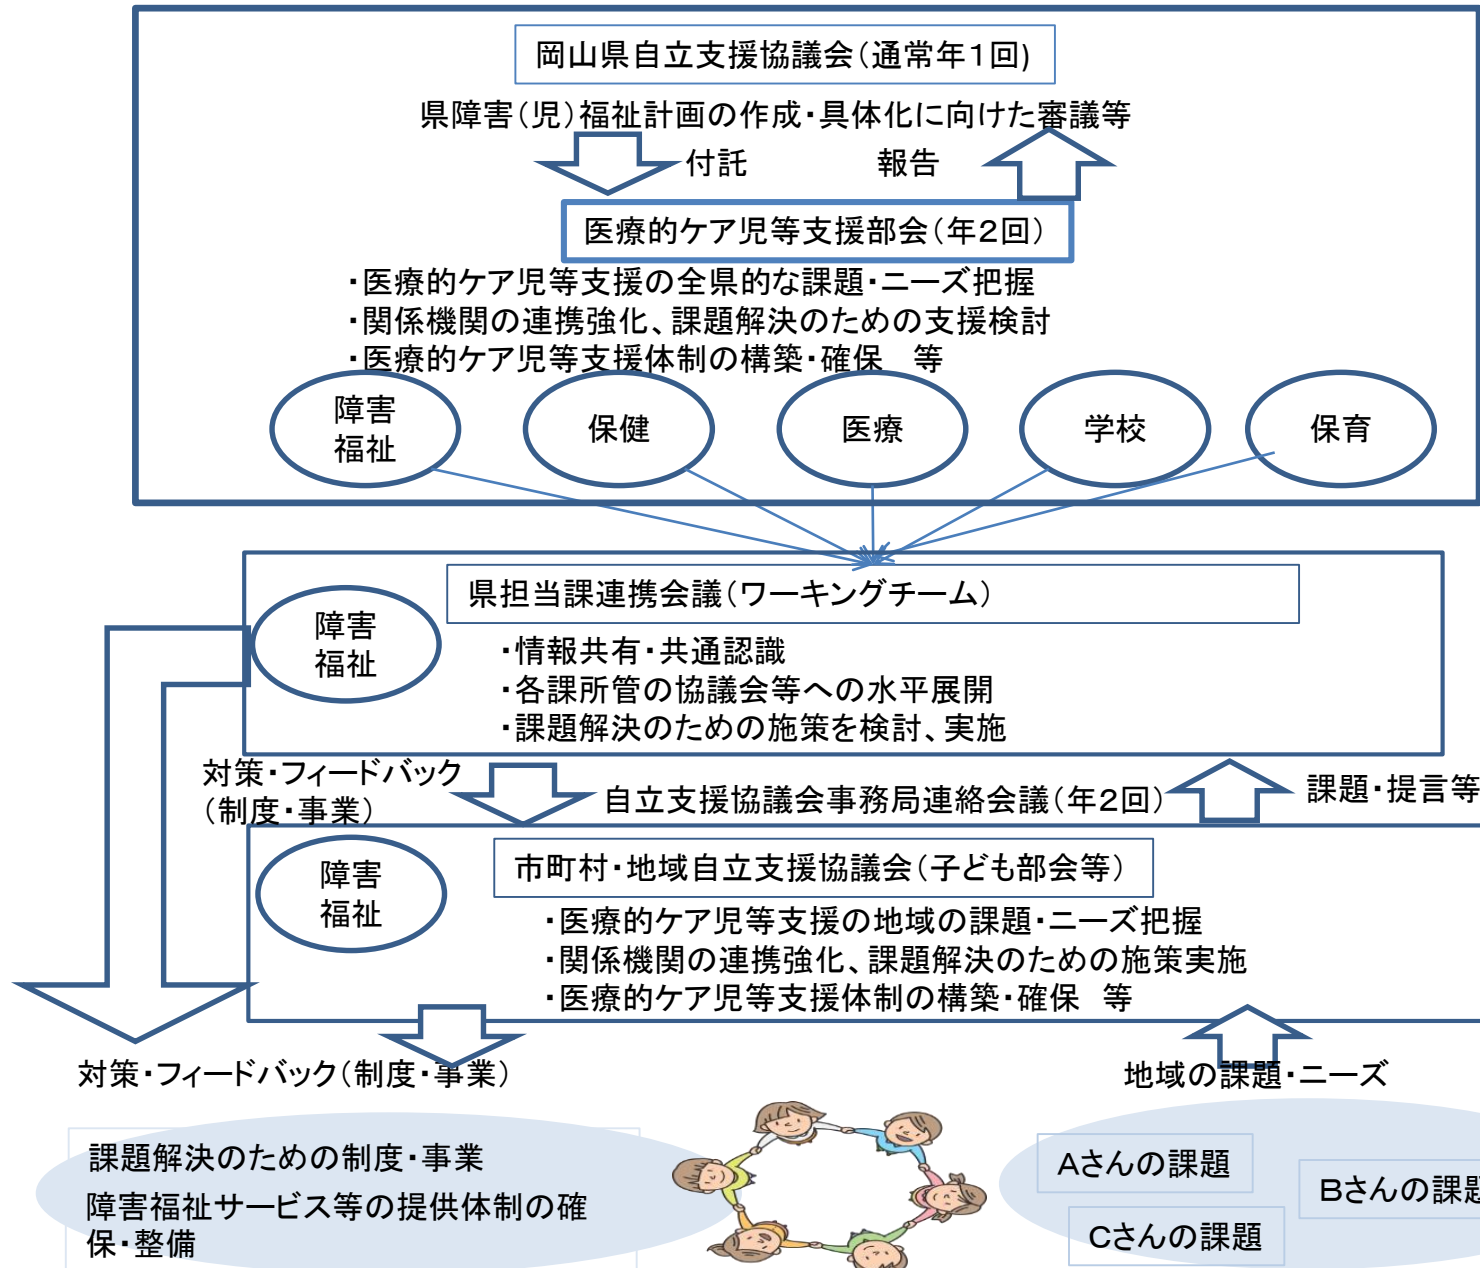 岡山県自立支援協議会（通常年１回)
県障害（児）福祉計画の作成・具体化に向けた審議等
付託
報告
医療的ケア児等支援部会（年２回）
・医療的ケア児等支援の全県的な課題・ニーズ把握
・関係機関の連携強化、課題解決のための支援検討
・医療的ケア児等支援体制の構築・確保　等
障害
福祉
保健
医療
学校
保育
県担当課連携会議（ワーキングチーム）
障害
福祉
・情報共有・共通認識
・各課所管の協議会等への水平展開
・課題解決のための施策を検討、実施
対策・フィードバック
（制度・事業）
自立支援協議会事務局連絡会議（年２回）
課題・提言等
市町村・地域自立支援協議会（子ども部会等）
障害
福祉
・医療的ケア児等支援の地域の課題・ニーズ把握
・関係機関の連携強化、課題解決のための施策実施
・医療的ケア児等支援体制の構築・確保　等
対策・フィードバック（制度・事業）
地域の課題・ニーズ
課題解決のための制度・事業
障害福祉サービス等の提供体制の確
保・整備
Ａさんの課題
Ｂさんの課題
Ｃさんの課題